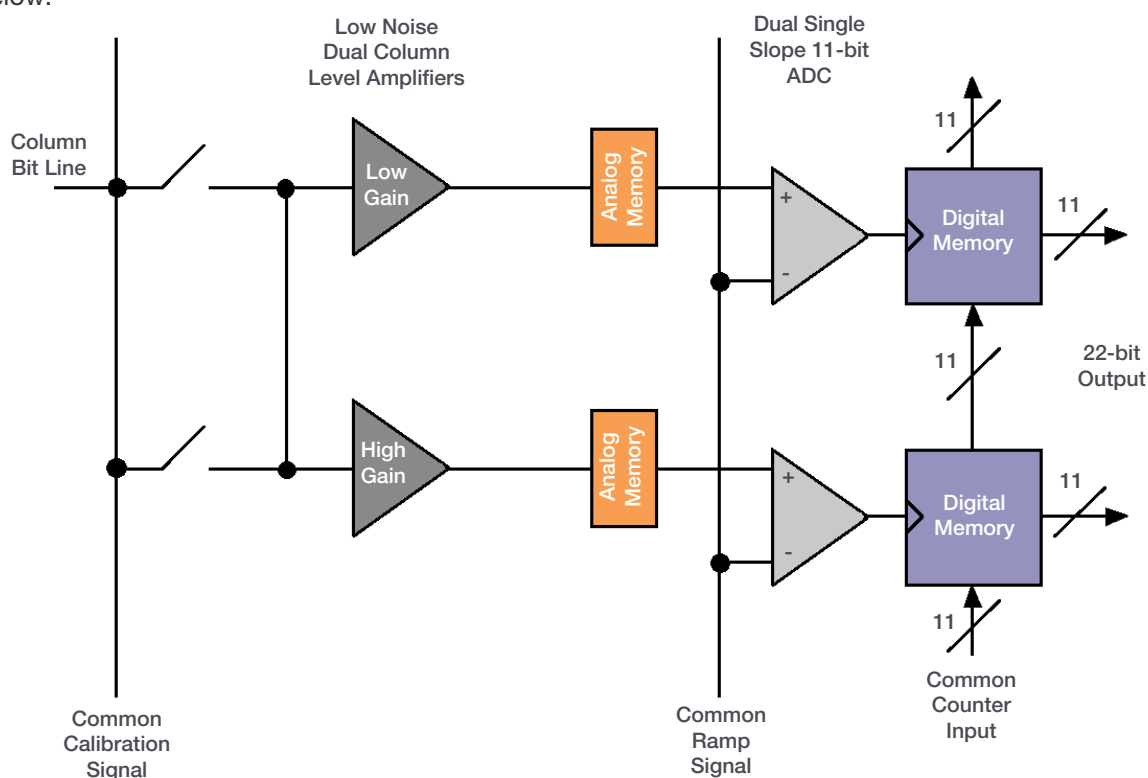 Low Noise
Dual Column
Level Amplifiers
Dual Single
Slope 11-bit
ADC
Column
Bit Line
Low
Gain
Analog
Memory
+
-
11
Digital
Memory
11
11
22-bit
Output
High
Gain
Analog
Memory
+
-
Digital
Memory
11
11
Common
Calibration
Signal
Common
Ramp
Signal
Common
Counter
Input